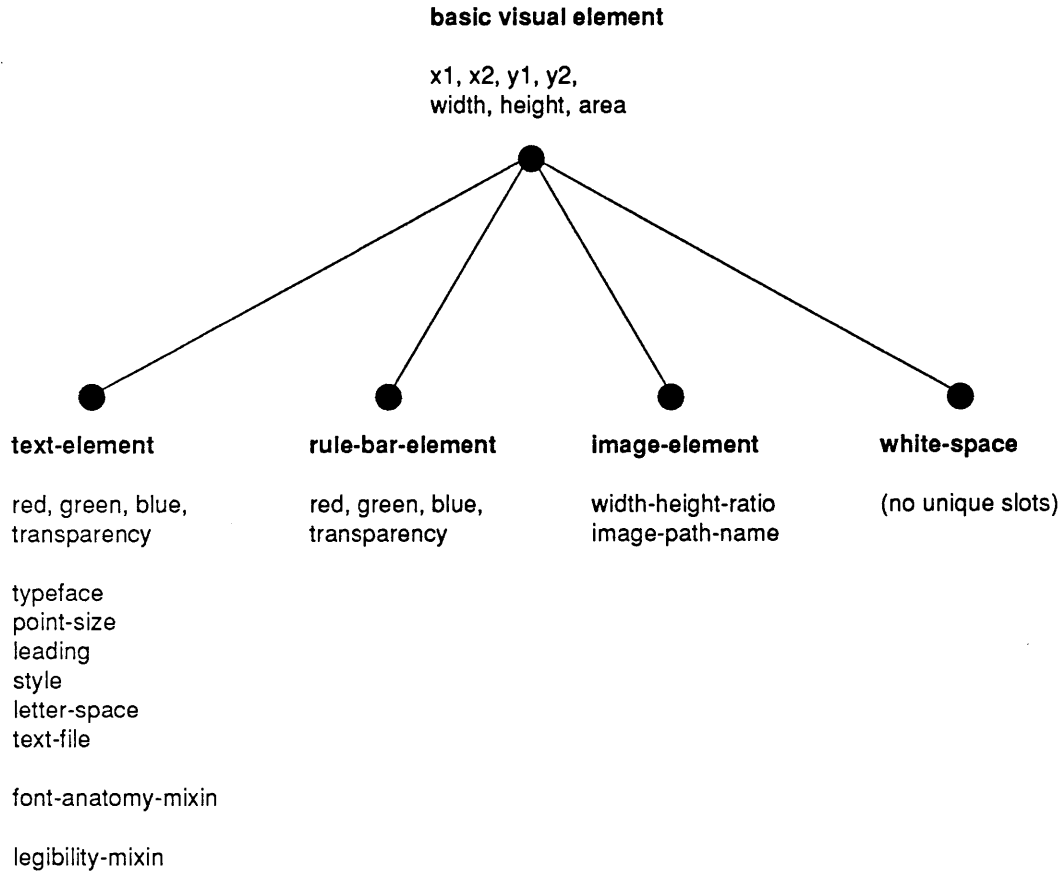 basic visual element
x1, x2, y1, y2,
width, height, area
text-element
red, green, blue,
transparency
typeface
point-size
leading
style
letter-space
text-file
font-anatomy-mixin
legibility-mixin
rule-bar-element
red, green, blue,
transparency
image-element
width-height-ratio
image-path-name
white-space
(no unique slots)